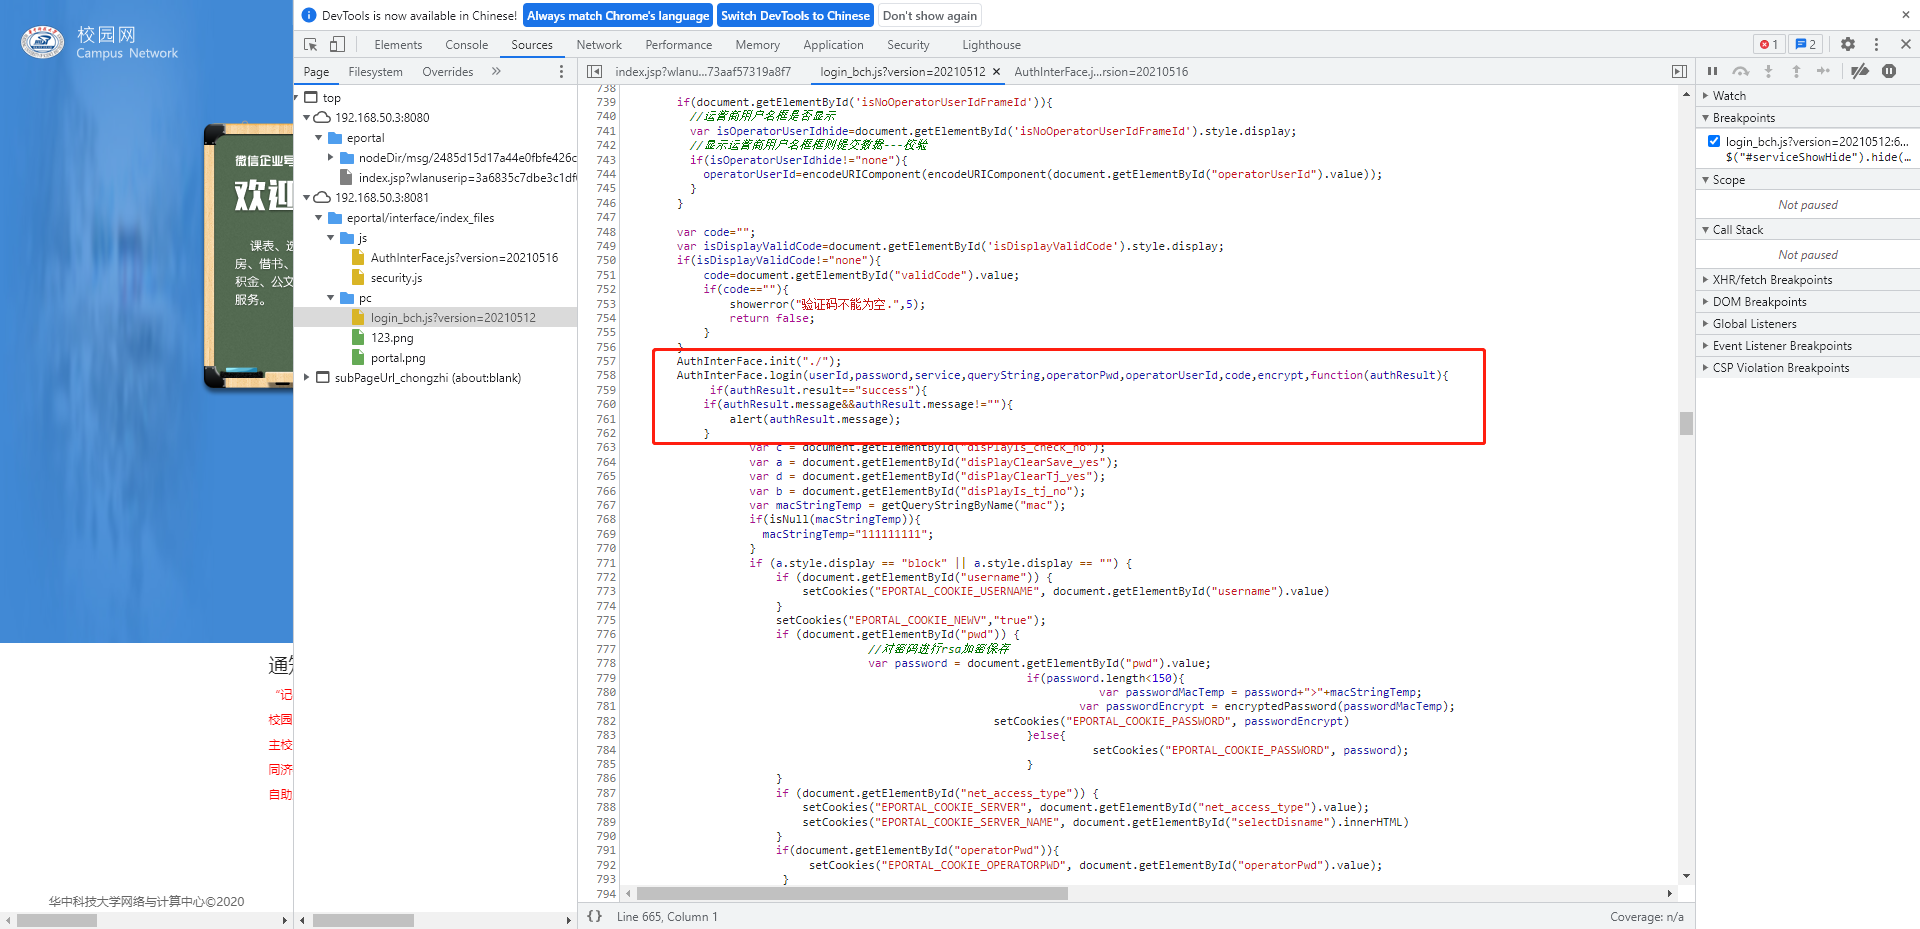 校园网
Campus Network
微信企业号
欢迎
课表、选
房、借书、
积金、公文
服务。
通知
“记
校园
主校
同济
自助
华中科技大学网络与计算中心©2020
DevTools is now available in Chinese!
Always match Chrome's language
Switch DevTools to Chinese
Don't show again
Elements
Console
Sources
Network
Performance
Memory
Application
Security
Lighthouse
1
2
Page
Filesystem
Overrides
top
192.168.50.3:8080
eportal
nodeDir/msg/2485d15d17a44e0fbfe426c
index.jsp?wlanuserip=3a6835c7dbe3c1df
192.168.50.3:8081
eportal/interface/index_files
js
AuthInterFace.js?version=20210516
security.js
pc
login_bch.js?version=20210512
123.png
portal.png
subPageUrl_chongzhi (about:blank)
index.jsp?wlanu...73aaf57319a8f7
login_bch.js?version=20210512
AuthInterFace.j...rsion=20210516
738
739 if(document.getElementById('isNoOperatorUserIdFrameId')){
740 //运营商用户名框是否显示
741 var isOperatorUserIdhide=document.getElementById('isNoOperatorUserIdFrameId').style.display;
742 //显示运营商用户名框框则提交数据---校验
743 if(isOperatorUserIdhide!="none"){
744 operatorUserId=encodeURIComponent(encodeURIComponent(document.getElementById("operatorUserId").value));
745 }
746 }
747
748 var code="";
749 var isDisplayValidCode=document.getElementById('isDisplayValidCode').style.display;
750 if(isDisplayValidCode!="none"){
751 code=document.getElementById("validCode").value;
752 if(code==""){
753 showerror("验证码不能为空.",5);
754 return false;
755 }
756 }
757 AuthInterFace.init("./");
758 AuthInterFace.login(userId,password,service,queryString,operatorPwd,operatorUserId,code,encrypt,function(authResult){
759 if(authResult.result=="success"){
760 if(authResult.message&&authResult.message!=""){
761 alert(authResult.message);
762 }
763 var c = document.getElementById("disPlayIs_check_no");
764 var a = document.getElementById("disPlayClearSave_yes");
765 var d = document.getElementById("disPlayClearTj_yes");
766 var b = document.getElementById("disPlayIs_tj_no");
767 var macStringTemp = getQueryStringByName("mac");
768 if(isNull(macStringTemp)){
769 macStringTemp="111111111";
770 }
771 if (a.style.display == "block" || a.style.display == "") {
772 if (document.getElementById("username")) {
773 setCookies("EPORTAL_COOKIE_USERNAME", document.getElementById("username").value)
774 }
775 setCookies("EPORTAL_COOKIE_NEWV","true");
776 if (document.getElementById("pwd")) {
777 //对密码进行rsa加密保存
778 var password = document.getElementById("pwd").value;
779 if(password.length<150){
780 var passwordMacTemp = password+">"+macStringTemp;
781 var passwordEncrypt = encryptedPassword(passwordMacTemp);
782 setCookies("EPORTAL_COOKIE_PASSWORD", passwordEncrypt)
783 }else{
784 setCookies("EPORTAL_COOKIE_PASSWORD", password);
785 }
786 }
787 if (document.getElementById("net_access_type")) {
788 setCookies("EPORTAL_COOKIE_SERVER", document.getElementById("net_access_type").value);
789 setCookies("EPORTAL_COOKIE_SERVER_NAME", document.getElementById("selectDisname").innerHTML)
790 }
791 if(document.getElementById("operatorPwd")){
792 setCookies("EPORTAL_COOKIE_OPERATORPWD", document.getElementById("operatorPwd").value);
793 }
794
{} Line 665, Column 1
Coverage: n/a
Watch
Breakpoints
login_bch.js?version=20210512:6...
$("#serviceShowHide").hide(...
Scope
Not paused
Call Stack
Not paused
XHR/fetch Breakpoints
DOM Breakpoints
Global Listeners
Event Listener Breakpoints
CSP Violation Breakpoints